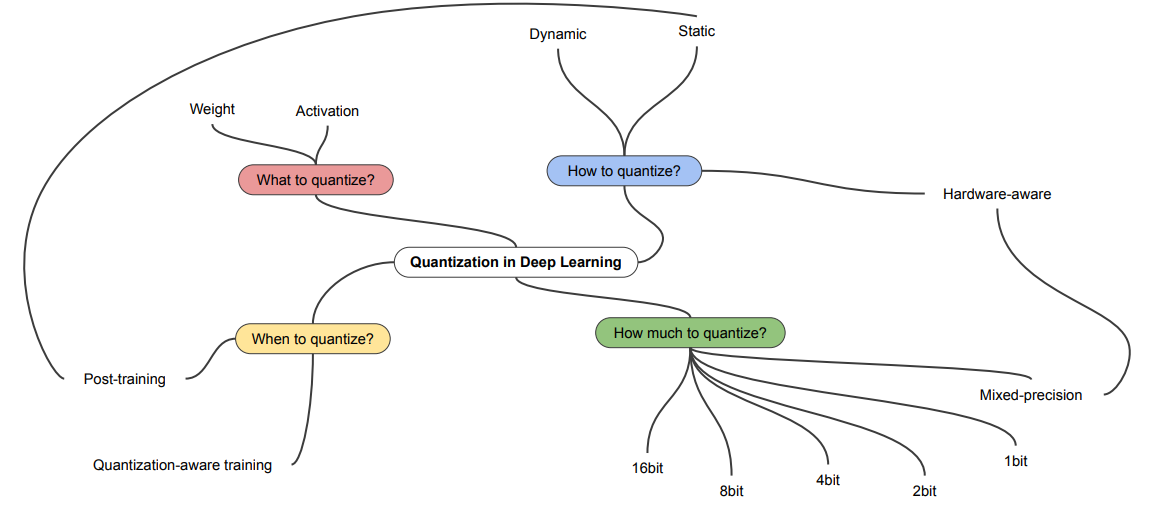 Dynamic
Static
Weight
Activation
What to quantize?
How to quantize?
Hardware-aware
Quantization in Deep Learning
When to quantize?
How much to quantize?
Post-training
Mixed-precision
Quantization-aware training
16bit
8bit
4bit
2bit
1bit